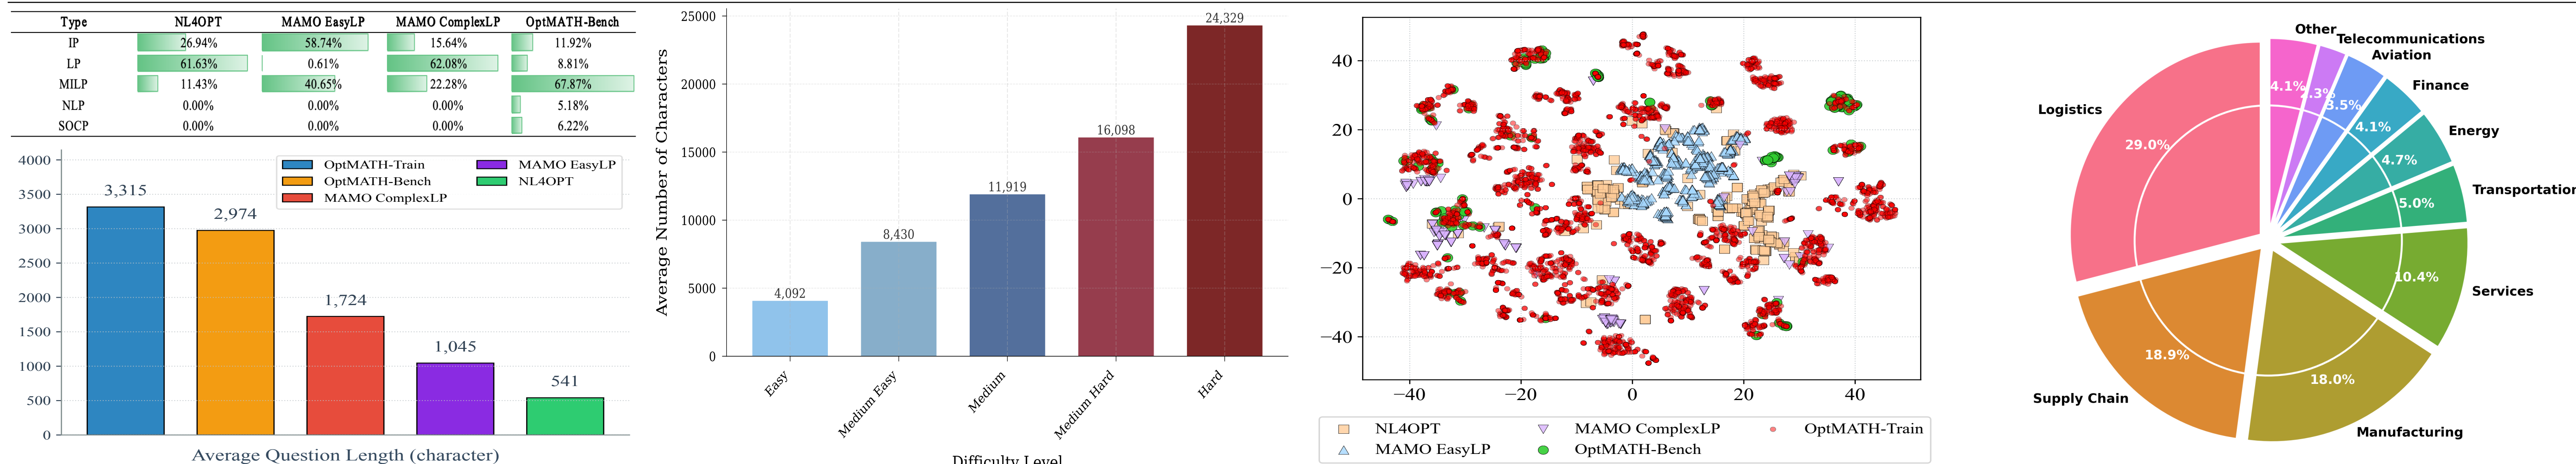 Type NL4OPT MAMO EasyLP MAMO ComplexLP OptMATH-Bench
IP 26.94% 58.74% 15.64% 11.92%
LP 61.63% 0.61% 62.08% 8.81%
MILP 11.43% 40.65% 22.28% 67.87%
NLP 0.00% 0.00% 0.00% 5.18%
SOCP 0.00% 0.00% 0.00% 6.22%
4000
3500
3000
2500
2000
1500
1000
500
0
3,315
2,974
1,724
1,045
541
OptMATH-Train
OptMATH-Bench
MAMO ComplexLP
MAMO EasyLP
NL4OPT
Average Question Length (character)
Average Number of Characters
25000
20000
15000
10000
5000
0
4,092
8,430
11,919
16,098
24,329
Easy
Medium Easy
Medium
Medium Hard
Hard
Difficulty Level
40
20
0
−20
−40
−40 −20 0 20 40
NL4OPT
MAMO EasyLP
MAMO ComplexLP
OptMATH-Bench
OptMATH-Train
Other
Telecommunications
Aviation
Finance
Energy
Transportation
Services
Manufacturing
Supply Chain
Logistics
4.1%
2.3%
3.5%
4.1%
4.7%
5.0%
10.4%
18.0%
18.9%
29.0%